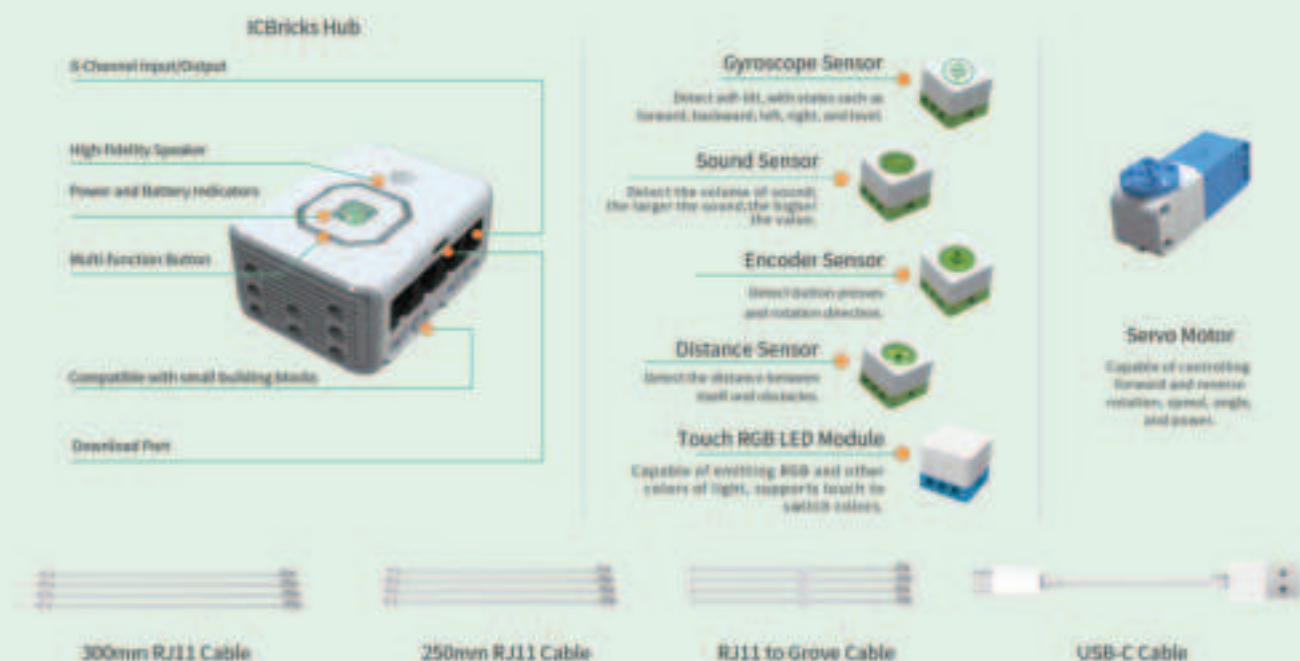 ICBricks Hub
8-Channel Input/Output
High-Fidelity Speaker
Power and Battery Indicators
Multi-function Button
Compatible with small building blocks
Download Port
Gyroscope Sensor
Detect self-tilt, with states such as
forward, backward, left, right, and level.
Sound Sensor
Detect the volume of sound;
the larger the sound, the higher
the value.
Encoder Sensor
Detect button presses
and rotation direction.
Distance Sensor
Detect the distance between
itself and obstacles.
Touch RGB LED Module
Capable of emitting RGB and other
colors of light, supports touch to
switch colors.
Servo Motor
Capable of controlling
forward and reverse
rotation, speed, angle,
and power.
300mm RJ11 Cable
250mm RJ11 Cable
RJ11 to Grove Cable
USB-C Cable